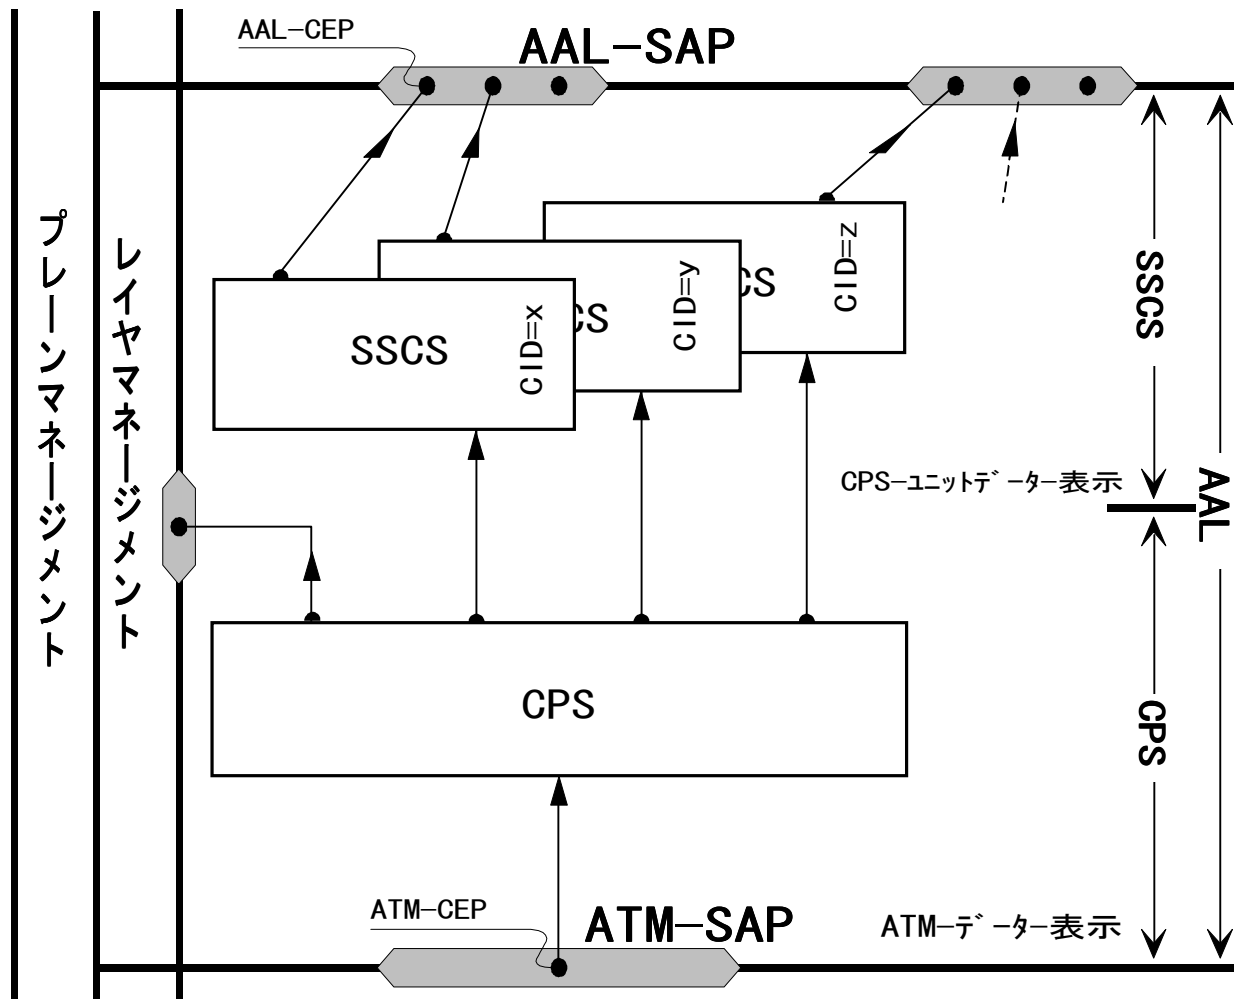 AAL-CEP
AAL-SAP
プレーンマネージメント
レイヤマネージメント
SSCS
CID=x
CS
CID=y
CS
CID=z
SSCS
CPS-ユニットデーター表示
AAL
CPS
CPS
ATM-CEP
ATM-SAP
ATM-データー表示